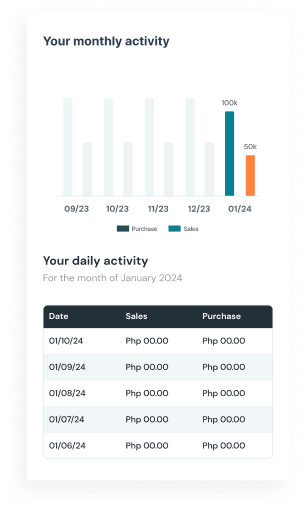 Your monthly activity
100k
50k
09/23 10/23 11/23 12/23 01/24
Purchase Sales
Your daily activity
For the month of January 2024
Date Sales Purchase
01/10/24 Php 00.00 Php 00.00
01/09/24 Php 00.00 Php 00.00
01/08/24 Php 00.00 Php 00.00
01/07/24 Php 00.00 Php 00.00
01/06/24 Php 00.00 Php 00.00